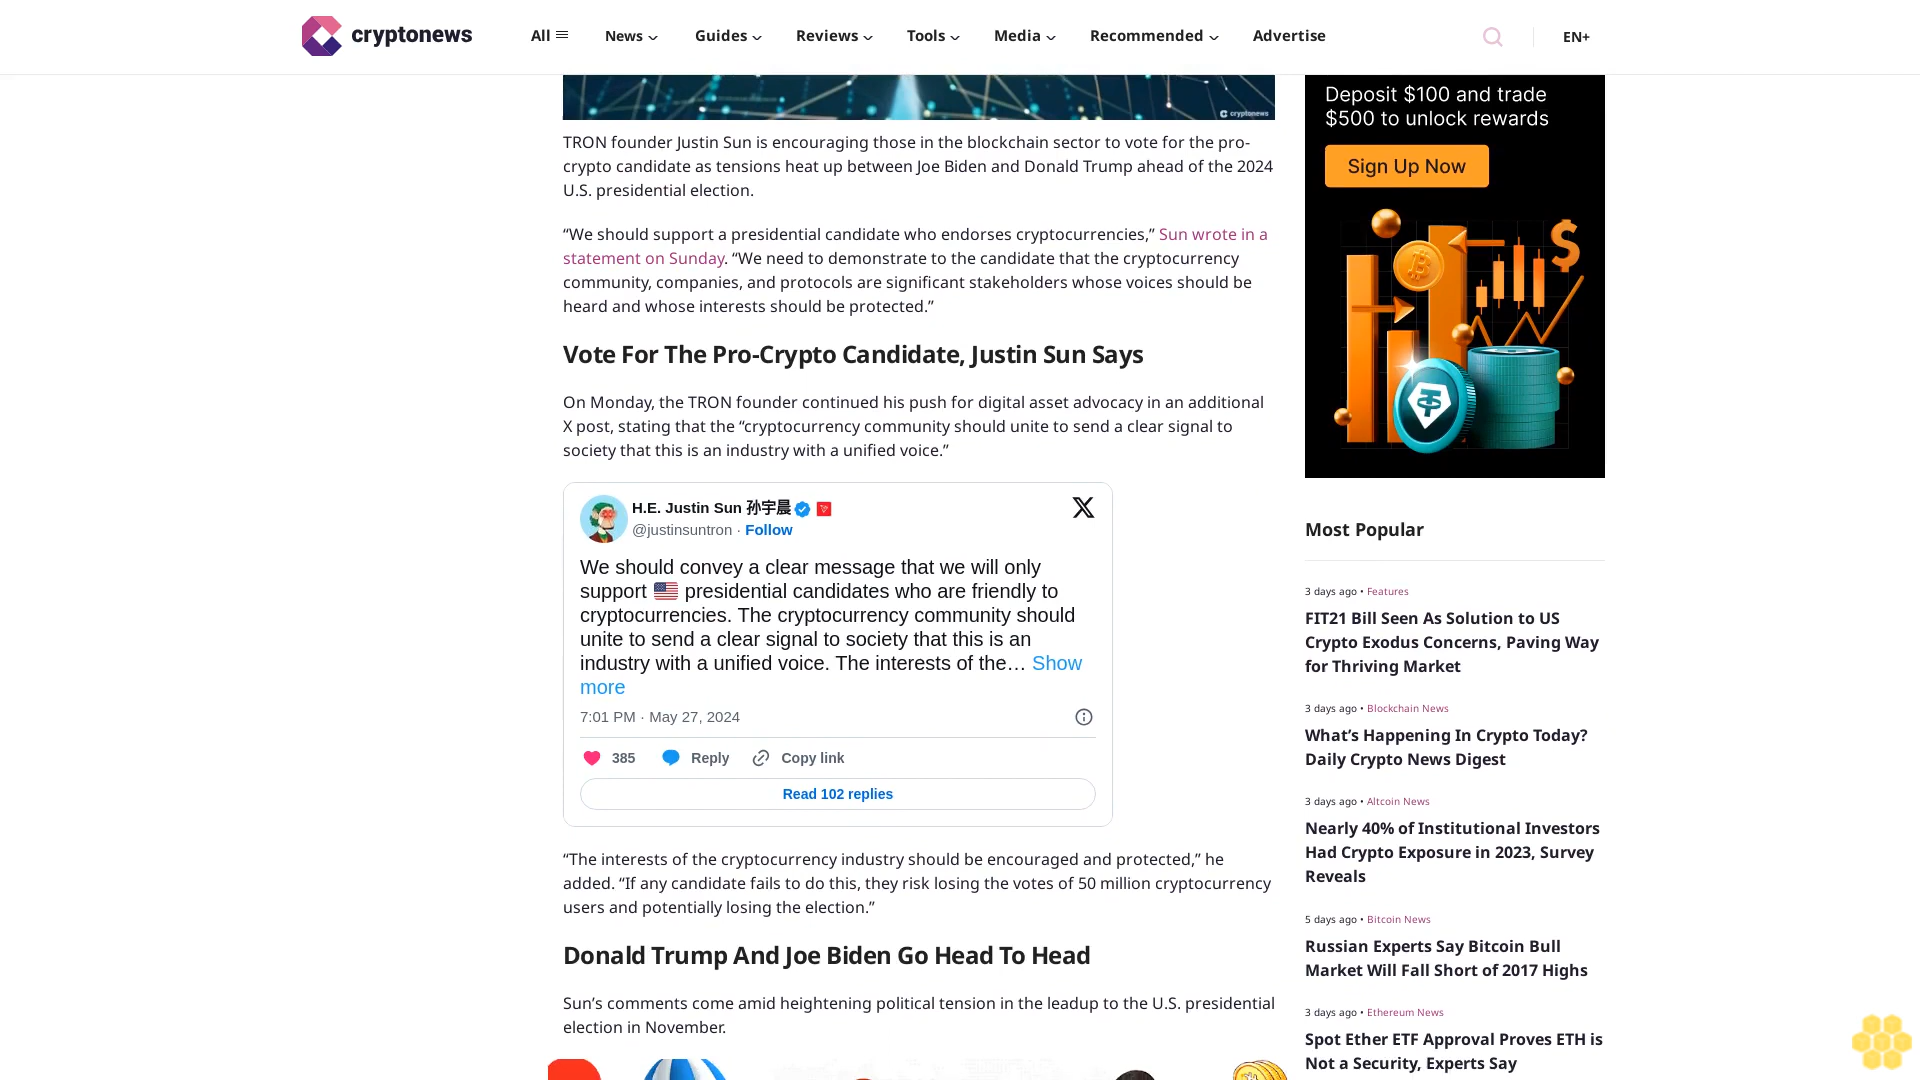 cryptonews
All
News
Guides
Reviews
Tools
Media
Recommended
Advertise
EN+
cryptonews
TRON founder Justin Sun is encouraging those in the blockchain sector to vote for the pro-
crypto candidate as tensions heat up between Joe Biden and Donald Trump ahead of the 2024
U.S. presidential election.
“We should support a presidential candidate who endorses cryptocurrencies,” Sun wrote in a
statement on Sunday. “We need to demonstrate to the candidate that the cryptocurrency
community, companies, and protocols are significant stakeholders whose voices should be
heard and whose interests should be protected.”
Vote For The Pro-Crypto Candidate, Justin Sun Says
On Monday, the TRON founder continued his push for digital asset advocacy in an additional
X post, stating that the “cryptocurrency community should unite to send a clear signal to
society that this is an industry with a unified voice.”
H.E. Justin Sun 孙宇晨
@justinsuntron · Follow
We should convey a clear message that we will only
support 🇺🇸 presidential candidates who are friendly to
cryptocurrencies. The cryptocurrency community should
unite to send a clear signal to society that this is an
industry with a unified voice. The interests of the… Show
more
7:01 PM · May 27, 2024
385
Reply
Copy link
Read 102 replies
“The interests of the cryptocurrency industry should be encouraged and protected,” he
added. “If any candidate fails to do this, they risk losing the votes of 50 million cryptocurrency
users and potentially losing the election.”
Donald Trump And Joe Biden Go Head To Head
Sun’s comments come amid heightening political tension in the leadup to the U.S. presidential
election in November.
Deposit $100 and trade
$500 to unlock rewards
Sign Up Now
Most Popular
3 days ago • Features
FIT21 Bill Seen As Solution to US
Crypto Exodus Concerns, Paving Way
for Thriving Market
3 days ago • Blockchain News
What’s Happening In Crypto Today?
Daily Crypto News Digest
3 days ago • Altcoin News
Nearly 40% of Institutional Investors
Had Crypto Exposure in 2023, Survey
Reveals
5 days ago • Bitcoin News
Russian Experts Say Bitcoin Bull
Market Will Fall Short of 2017 Highs
3 days ago • Ethereum News
Spot Ether ETF Approval Proves ETH is
Not a Security, Experts Say